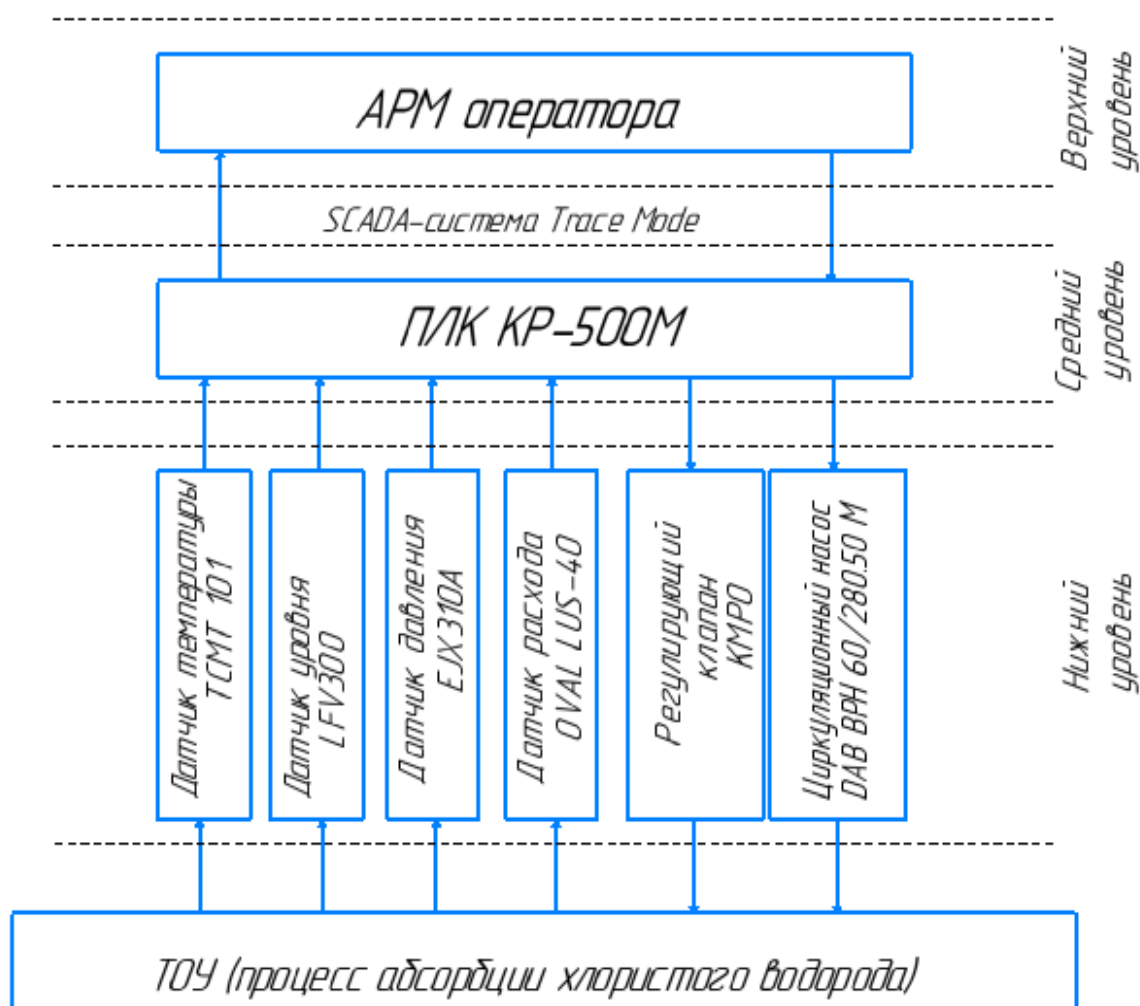 АРМ оператора
Верхний
уровень
SCADA-система Trace Mode
ПЛК КР-500М
Средний
уровень
Датчик температуры
ТСМТ 101
Датчик уровня
LFV300
Датчик давления
EJX310A
Датчик расхода
OVAL LUS-40
Регулирующий
клапан
КМРО
Циркуляционный насос
DAB BPH 60/280.50 M
Нижний
уровень
ТОУ (процесс абсорбции хлористого водорода)